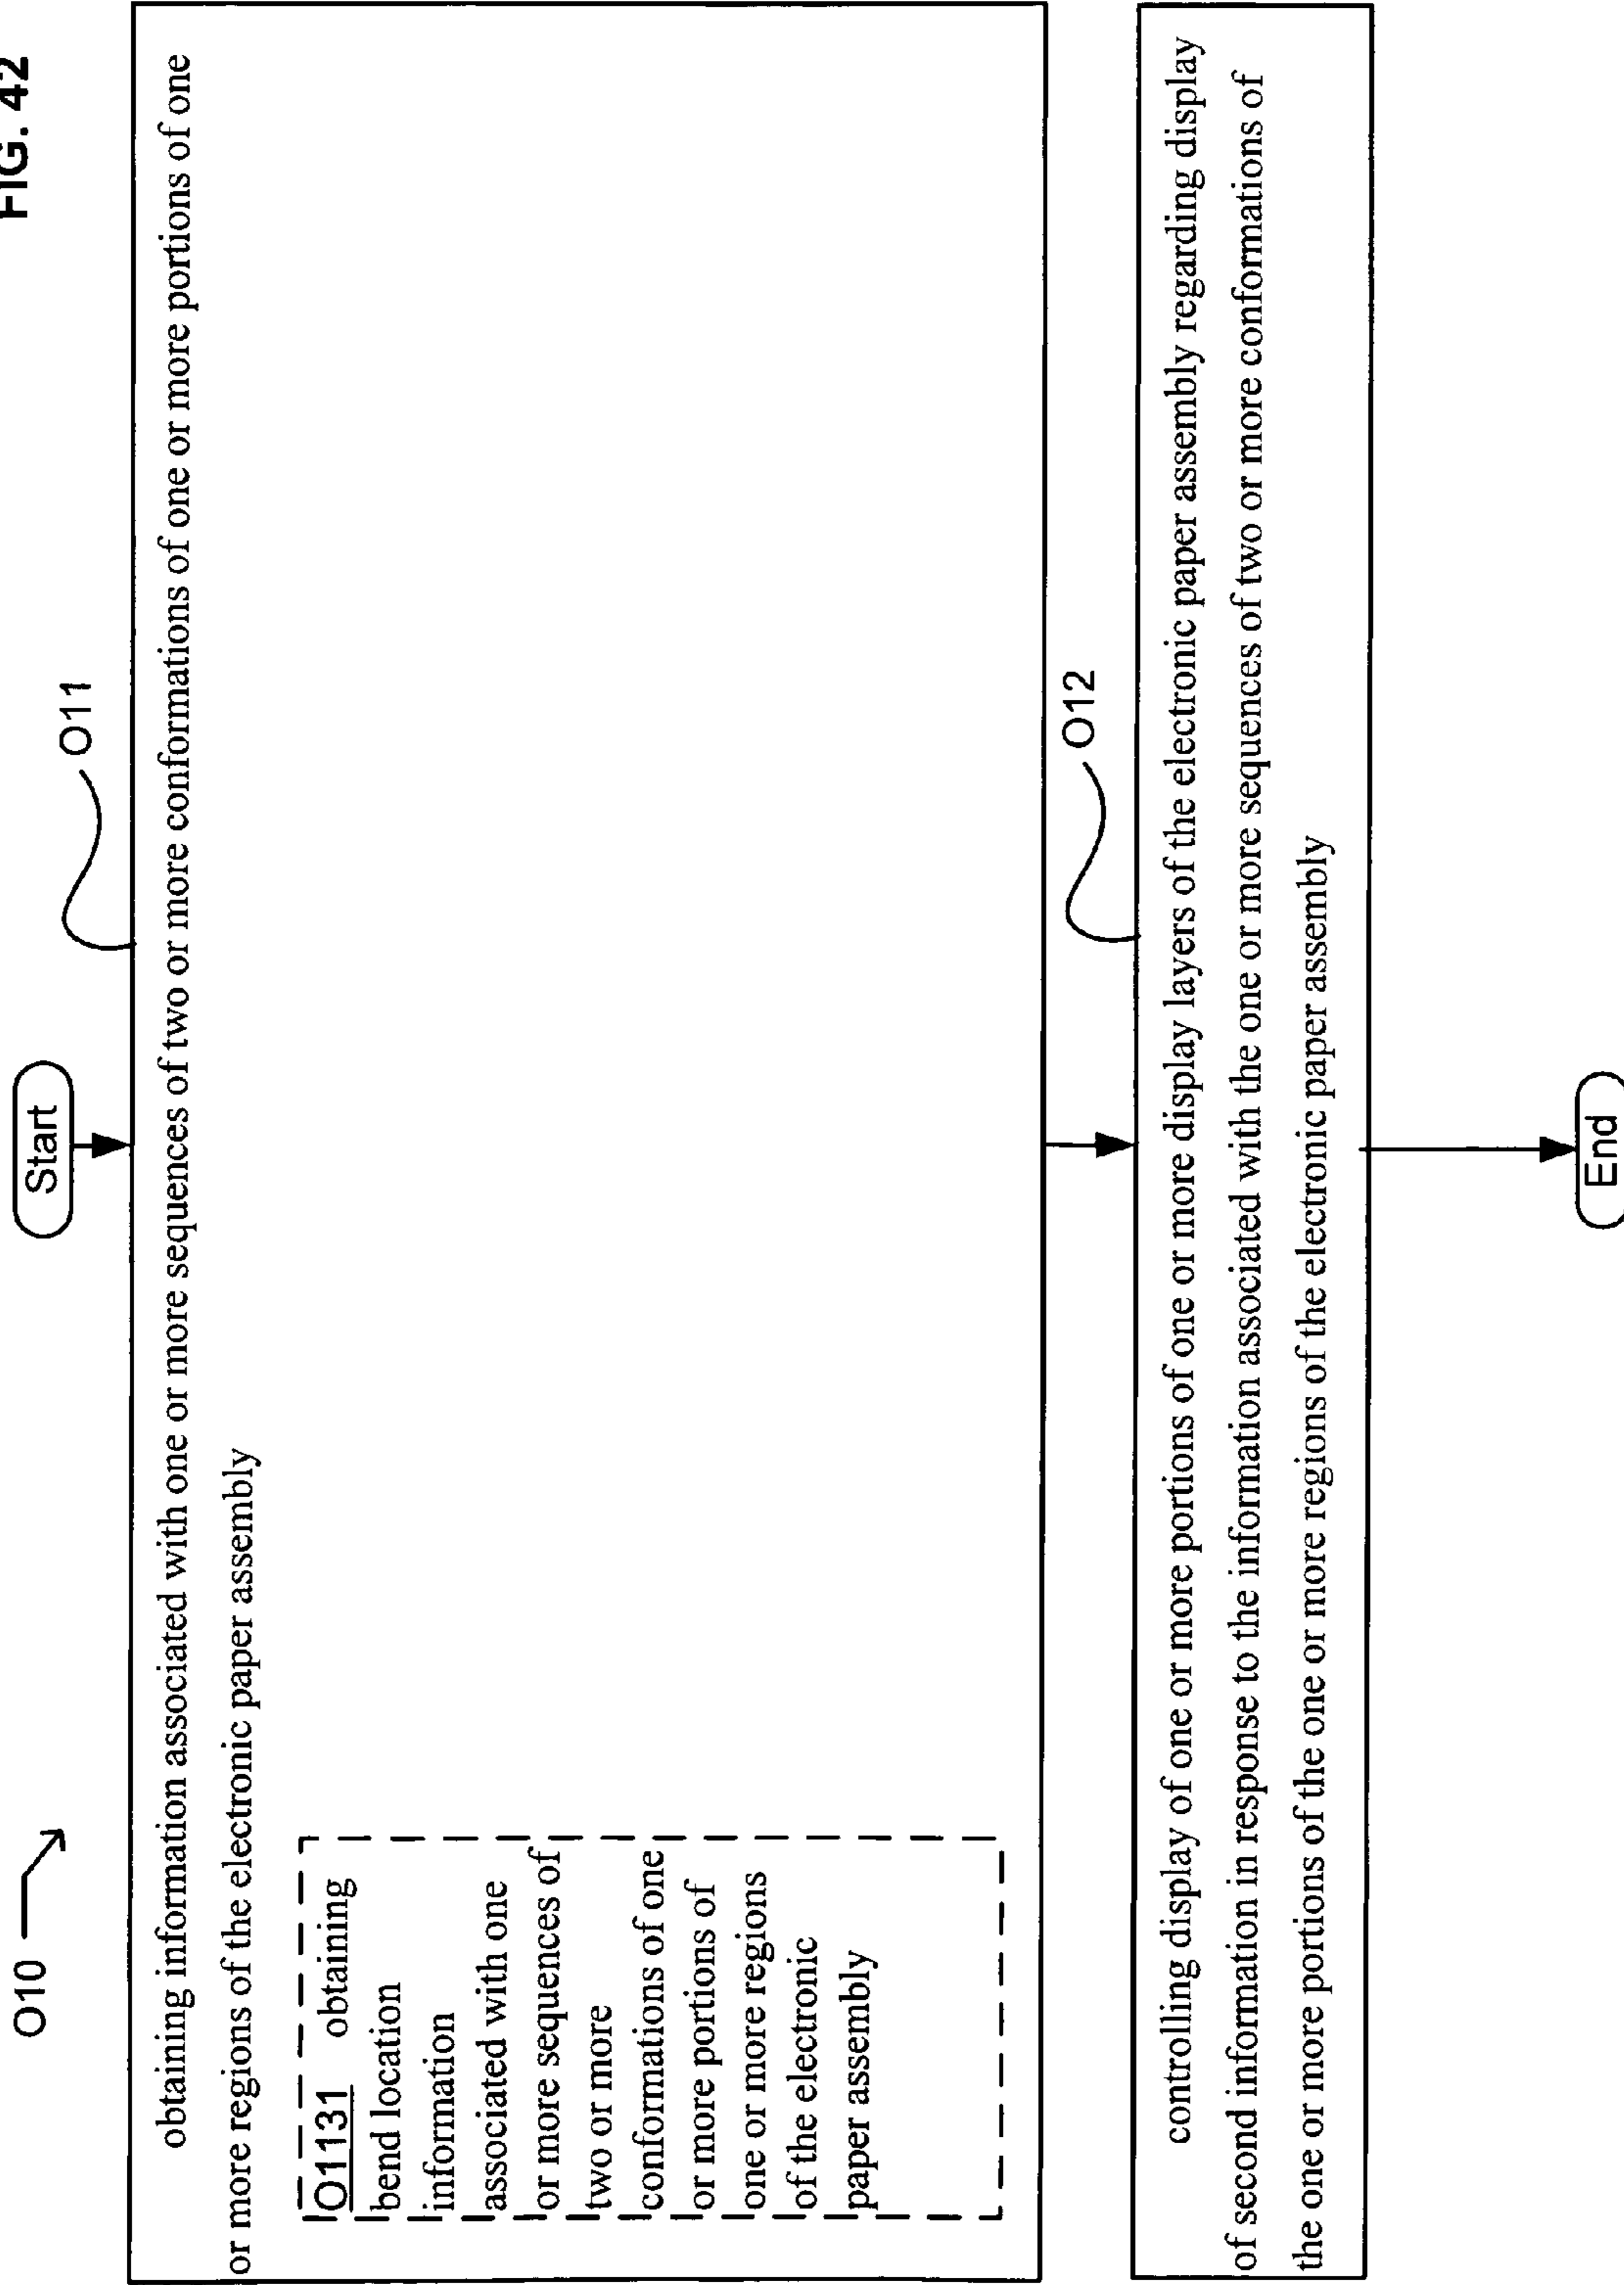 FIG. 42
O10
Start
O11
obtaining information associated with one or more sequences of two or more conformations of one or more portions of one
or more regions of the electronic paper assembly
O1131 obtaining
bend location
information
associated with one
or more sequences of
two or more
conformations of one
or more portions of
one or more regions
of the electronic
paper assembly
O12
controlling display of one or more portions of one or more display layers of the electronic paper assembly regarding display
of second information in response to the information associated with the one or more sequences of two or more conformations of
the one or more portions of the one or more regions of the electronic paper assembly
End